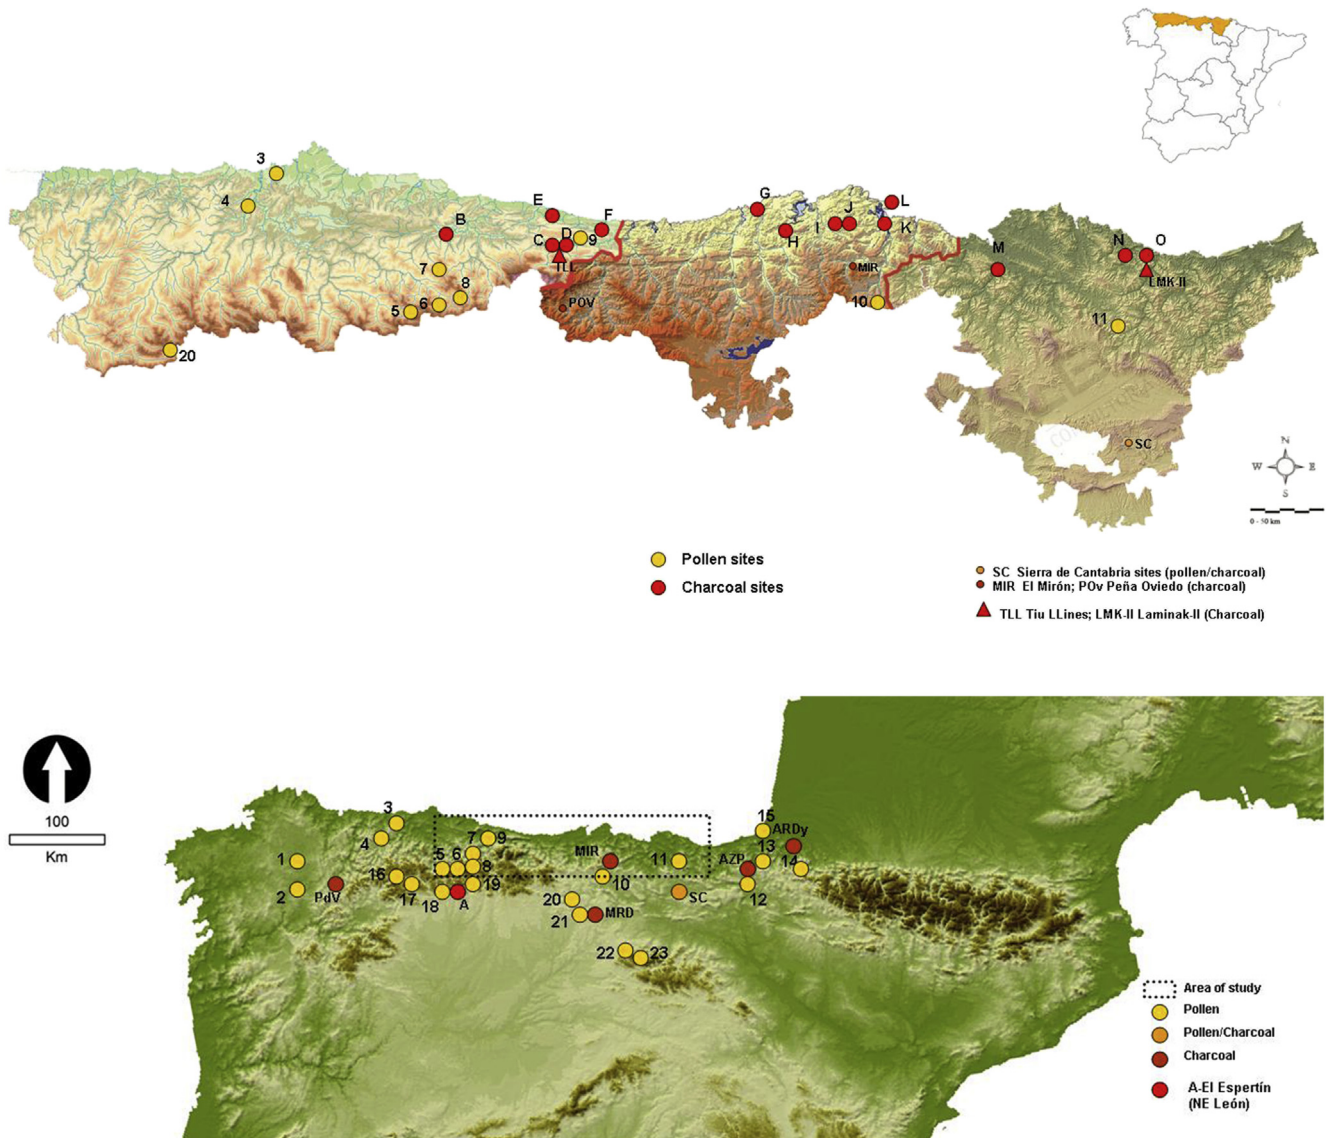 3
4
E
G
L
B
F
J
C
D
9
I
H
K
N
O
M
TLL
MIR
7
LMK-II
8
POV
5
6
10
11
20
SC
N
W
E
S
0 - 50 km
Pollen sites
Charcoal sites
SC Sierra de Cantabria sites (pollen/charcoal)
MIR El Mirón; POv Peña Oviedo (charcoal)
TLL Tiu LLines; LMK-II Laminak-II (Charcoal)
100
Km
3
15
ARDy
4
7
9
13
1
5
6
8
MIR
11
AZP
14
16
10
2
PdV
17
18
A
19
20
SC
12
21
MRD
22
23
Area of study
Pollen
Pollen/Charcoal
Charcoal
A-El Espertín
(NE León)